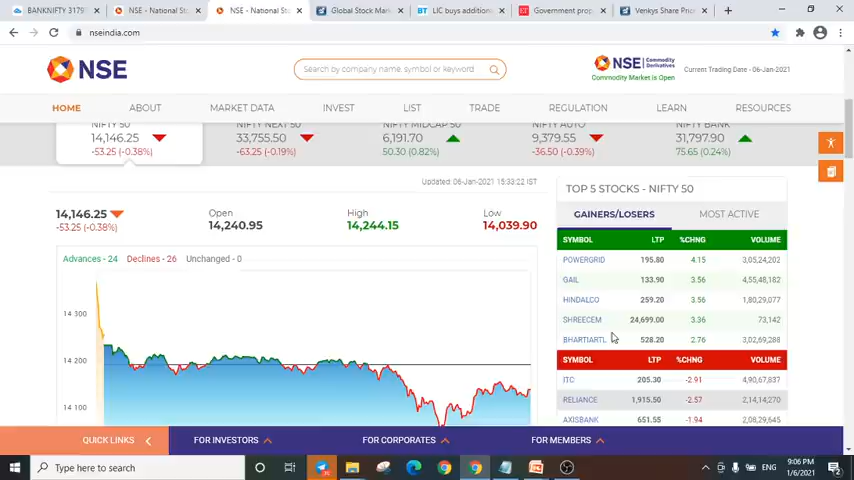 BANKNIFTY 3179
NSE - National St
NSE - National St
Global Stock Mar
LIC buys addition
Government prop
Venkys Share Pric
nseindia.com
NSE
Search by company name, symbol or keyword
NSE Commodity Derivatives
Commodity Market is Open
Current Trading Date - 06-Jan-2021
HOME
ABOUT
MARKET DATA
INVEST
LIST
TRADE
REGULATION
LEARN
RESOURCES
NIFTY 50
NIFTY NEXT 50
NIFTY MIDCAP 50
NIFTY AUTO
NIFTY BANK
14,146.25
33,755.50
6,191.70
9,379.55
31,797.90
-53.25 (-0.38%)
-63.25 (-0.19%)
50.30 (0.82%)
-36.50 (-0.39%)
75.65 (0.24%)
Updated: 06-Jan-2021 15:33:22 IST
14,146.25
-53.25 (-0.38%)
Open
14,240.95
High
14,244.15
Low
14,039.90
Advances - 24
Declines - 26
Unchanged - 0
14 300
14 200
14 100
TOP 5 STOCKS - NIFTY 50
GAINERS/LOSERS
MOST ACTIVE
SYMBOL LTP %CHNG VOLUME
POWERGRID 195.80 4.15 3,05,24,202
GAIL 133.90 3.56 4,55,48,182
HINDALCO 259.20 3.56 1,80,29,077
SHREECEM 24,699.00 3.36 73,142
BHARTIARTL 528.20 2.76 3,02,69,288
SYMBOL LTP %CHNG VOLUME
ITC 205.30 -2.91 4,90,67,837
RELIANCE 1,915.50 -2.57 2,14,14,270
AXISBANK 651.55 -1.94 2,08,29,645
QUICK LINKS
FOR INVESTORS
FOR CORPORATES
FOR MEMBERS
Type here to search
ENG
9:06 PM
1/6/2021